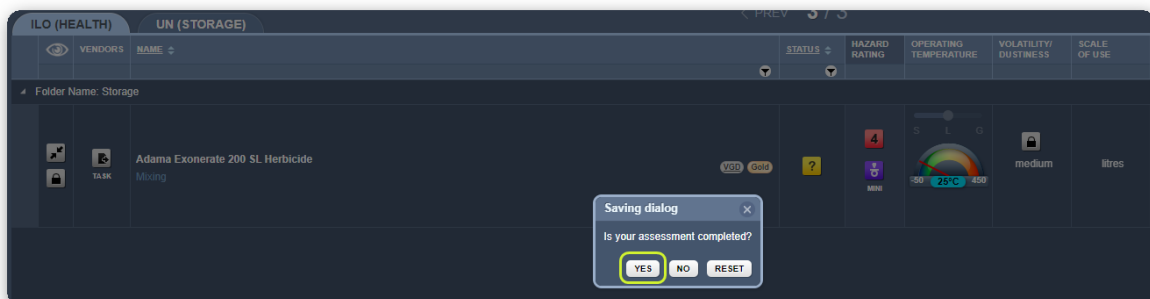 ILO (HEALTH) UN (STORAGE) < PREV 3 / 3
VENDORS NAME STATUS HAZARD RATING OPERATING TEMPERATURE VOLATILITY/ DUSTINESS SCALE OF USE
Folder Name: Storage
S L G
4
Adama Exonerate 200 SL Herbicide VGD Gold ? medium litres
TASK Mixing
-50 25°C 450
MINI
Saving dialog
Is your assessment completed?
YES NO RESET